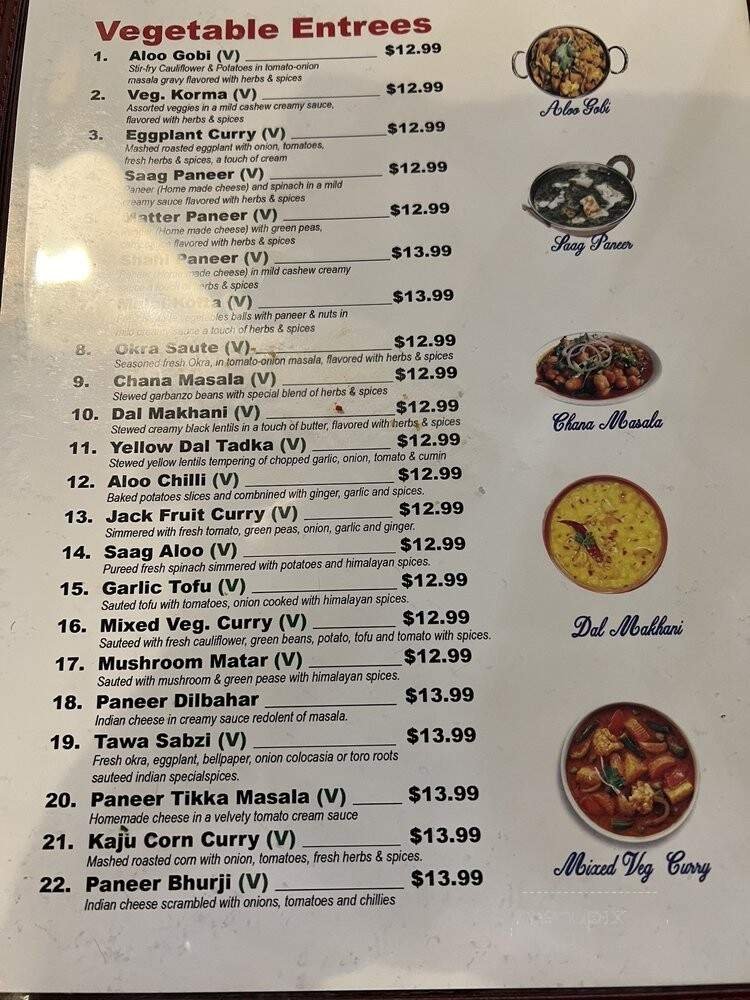 Vegetable Entrees
1. Aloo Gobi (V) $12.99
Stir-fry Cauliflower & Potatoes in tomato-onion
masala gravy flavored with herbs & spices
2. Veg. Korma (V) $12.99
Assorted veggies in a mild cashew creamy sauce,
flavored with herbs & spices
3. Eggplant Curry (V) $12.99
Mashed roasted eggplant with onion, tomatoes,
fresh herbs & spices, a touch of cream
Saag Paneer (V) $12.99
Paneer (Home made cheese) and spinach in a mild
creamy sauce flavored with herbs & spices
Matter Paneer (V) $12.99
(Home made cheese) with green peas,
flavored with herbs & spices
Shahi Paneer (V) $13.99
made cheese) in mild cashew creamy
touch of herbs & spices
Kofta (V) $13.99
balls with paneer & nuts in
mild creamy sauce a touch of herbs & spices
8. Okra Saute (V) $12.99
Seasoned fresh Okra, in tomato-onion masala, flavored with herbs & spices
9. Chana Masala (V) $12.99
Stewed garbanzo beans with special blend of herbs & spices
10. Dal Makhani (V) $12.99
Stewed creamy black lentils in a touch of butter, flavored with herbs & spices
11. Yellow Dal Tadka (V) $12.99
Stewed yellow lentils tempering of chopped garlic, onion, tomato & cumin
12. Aloo Chilli (V) $12.99
Baked potatoes slices and combnined with ginger, garlic and spices.
13. Jack Fruit Curry (V) $12.99
Simmered with fresh tomato, green peas, onion, garlic and ginger.
14. Saag Aloo (V) $12.99
Pureed fresh spinach simmered with potatoes and himalayan spices.
15. Garlic Tofu (V) $12.99
Sauted tofu with tomatoes, onion cooked with himalayan spices.
16. Mixed Veg. Curry (V) $12.99
Sauteed with fresh cauliflower, green beans, potato, tofu and tomato with spices.
17. Mushroom Matar (V) $12.99
Sauted with mushroom & green pease with himalayan spices.
18. Paneer Dilbahar $13.99
Indian cheese in creamy sauce redolent of masala.
19. Tawa Sabzi (V) $13.99
Fresh okra, eggplant, bellpaper, onion colocasia or toro roots
sauteed indian specialspices.
20. Paneer Tikka Masala (V) $13.99
Homemade cheese in a velvety tomato cream sauce
21. Kaju Corn Curry (V) $13.99
Mashed roasted corn with onion, tomatoes, fresh herbs & spices.
22. Paneer Bhurji (V) $13.99
Indian cheese scrambled with onions, tomatoes and chillies
Aloo Gobi
Saag Paneer
Chana Masala
Dal Makhani
Mixed Veg Curry
menupix